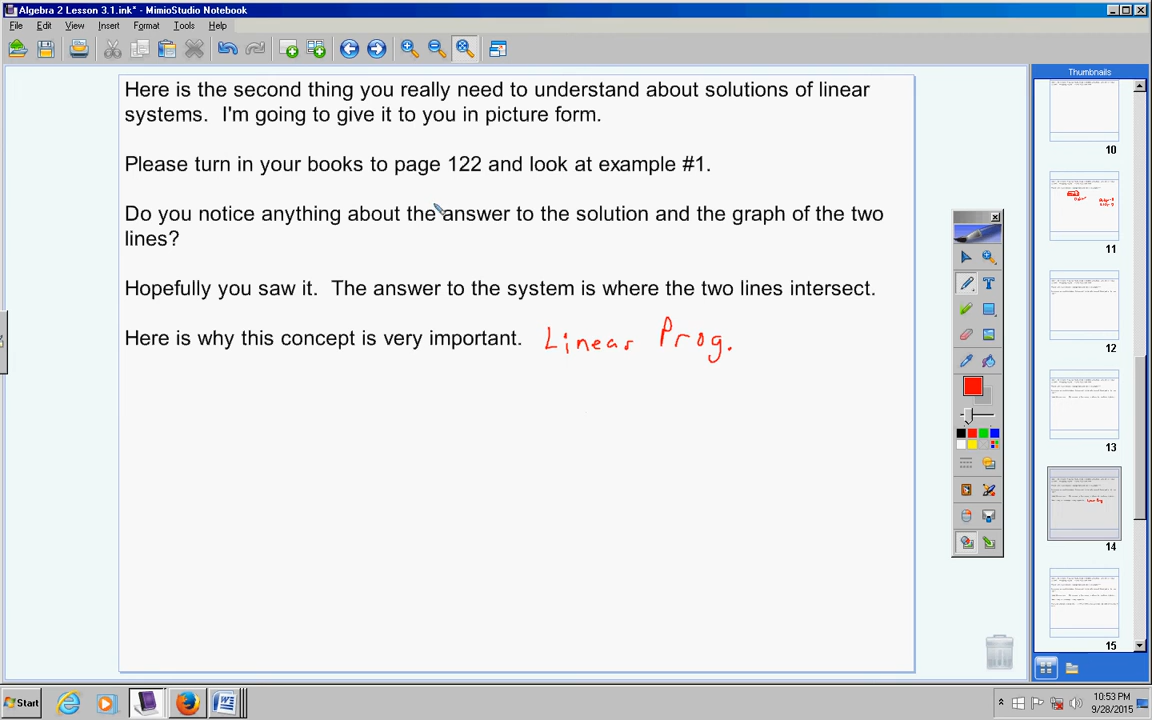 Algebra 2 Lesson 3.1.ink* - MimioStudio Notebook
File Edit View Insert Format Tools Help
Here is the second thing you really need to understand about solutions of linear
systems. I'm going to give it to you in picture form.
Please turn in your books to page 122 and look at example #1.
Do you notice anything about the answer to the solution and the graph of the two
lines?
Hopefully you saw it. The answer to the system is where the two lines intersect.
Here is why this concept is very important. Linear Prog.
Thumbnails
10
11
12
13
14
15
Start
10:53 PM
9/28/2015